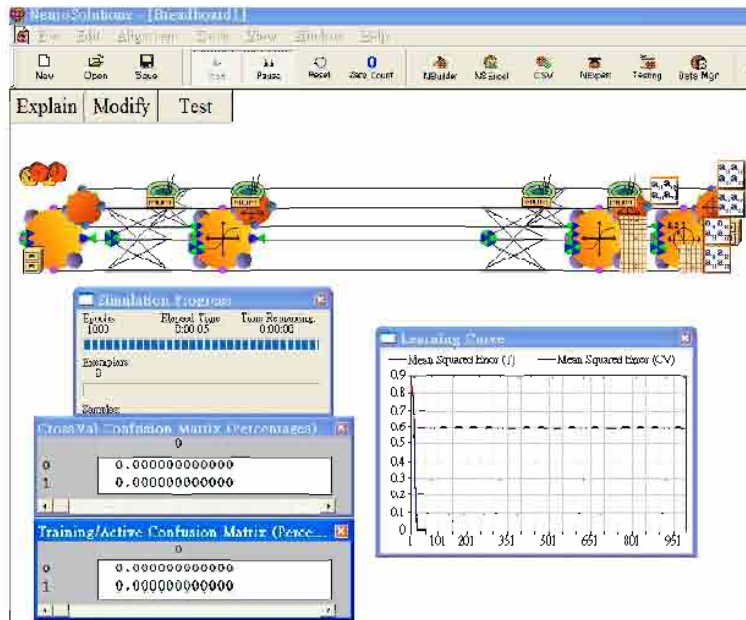 NeuroSolutions - [Breadboard1]
Edit Alignment Tools View Window Help
New Open Save Pause Reset Zero Count NBuilder NSExcel CSW NExpert Testing Data Mgr
Explain Modify Test
Simulation Progress
Epochs Elapsed Time Time Remaining
1000 0:00:05 0:00:00
Exemplars
Samples
CrossVal Confusion Matrix (Percentages)
0
0 0.000000000000
1 0.000000000000
Training/Active Confusion Matrix (Perce...
0
0 0.000000000000
1 0.000000000000
Learning Curve
Mean Squared Error (T) Mean Squared Error (CV)
0.9
0.8
0.7
0.6
0.5
0.4
0.3
0.2
0.1
0
1 101 201 351 501 651 801 951